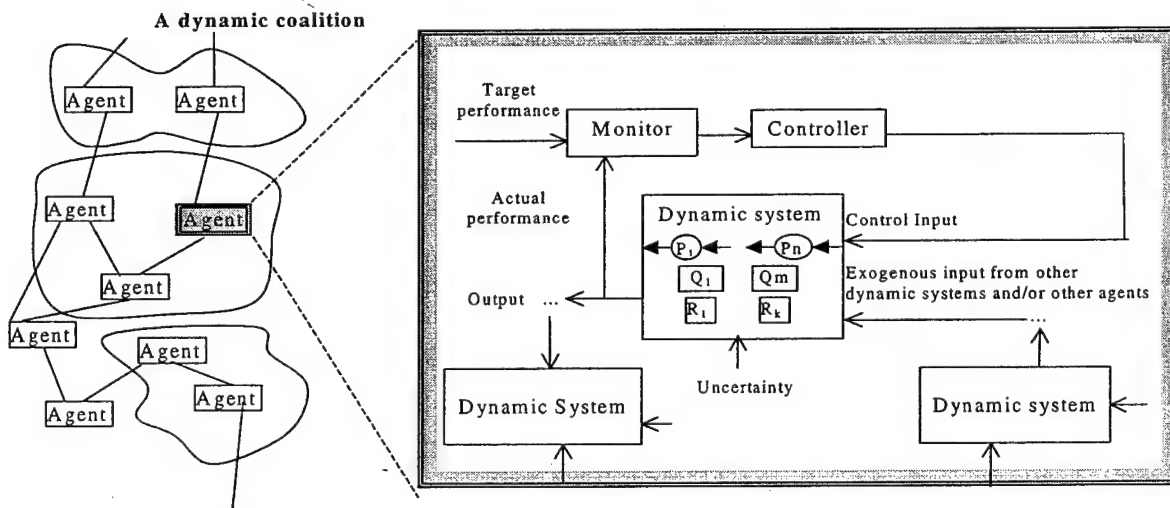 A dynamic coalition
Agent
Agent
Agent
Agent
Agent
Agent
Agent
Agent
Agent
Target
performance
Monitor
Controller
Actual
performance
Dynamic system
P1
Pn
Q1
Qm
R1
Rk
Control Input
Exogenous input from other
dynamic systems and/or other agents
...
Output ...
Uncertainty
Dynamic System
Dynamic system